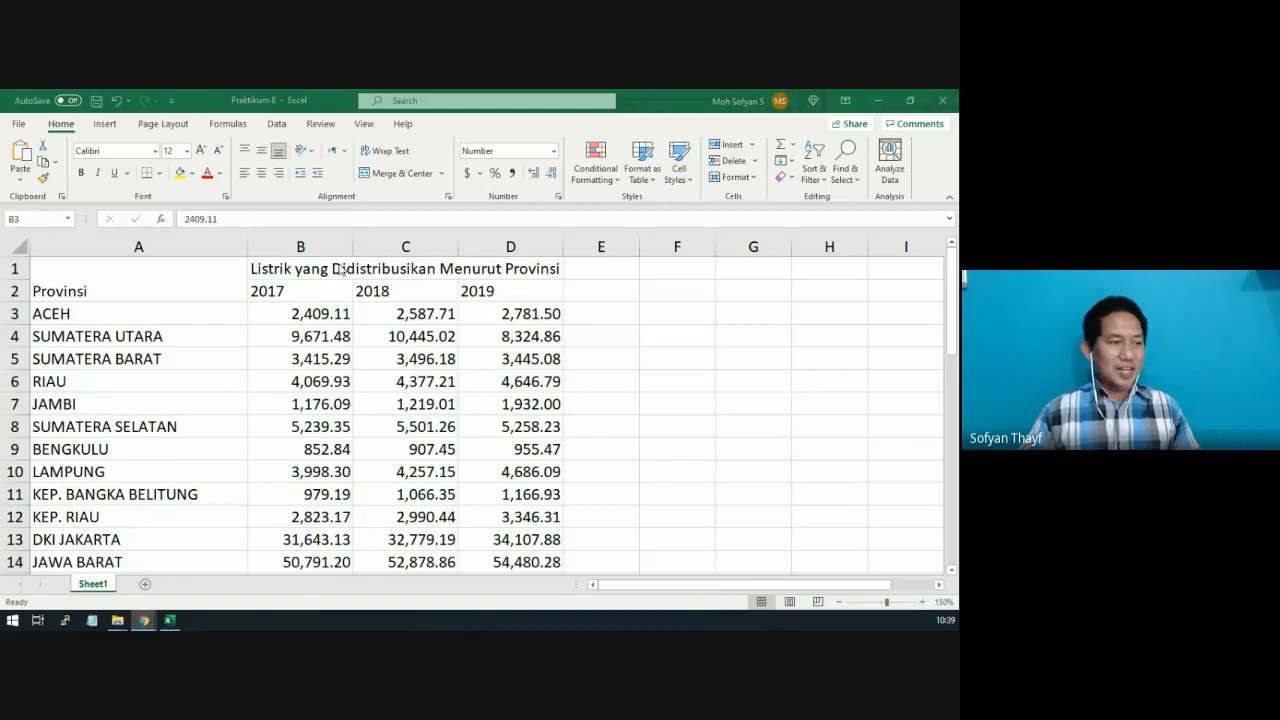 AutoSave Off Praktikum 8 - Excel Search Moh Sofyan S MS
File Home Insert Page Layout Formulas Data Review View Help Share Comments
Paste Calibri 12 A A Wrap Text Number Conditional Formatting Format as Table Cell Styles Insert Delete Format Sort & Filter Find & Select Analyze Data
B I U A Merge & Center $ % ,
Clipboard Font Alignment Number Styles Cells Editing Analysis
B3 fx 2409.11
A B C D E F G H I
1 Listrik yang Didistribusikan Menurut Provinsi
2 Provinsi 2017 2018 2019
3 ACEH 2,409.11 2,587.71 2,781.50
4 SUMATERA UTARA 9,671.48 10,445.02 8,324.86
5 SUMATERA BARAT 3,415.29 3,496.18 3,445.08
6 RIAU 4,069.93 4,377.21 4,646.79
7 JAMBI 1,176.09 1,219.01 1,932.00
8 SUMATERA SELATAN 5,239.35 5,501.26 5,258.23
9 BENGKULU 852.84 907.45 955.47
10 LAMPUNG 3,998.30 4,257.15 4,686.09
11 KEP. BANGKA BELITUNG 979.19 1,066.35 1,166.93
12 KEP. RIAU 2,823.17 2,990.44 3,346.31
13 DKI JAKARTA 31,643.13 32,779.19 34,107.88
14 JAWA BARAT 50,791.20 52,878.86 54,480.28
Sheet1
Ready 150%
10:39
Sofyan Thayf